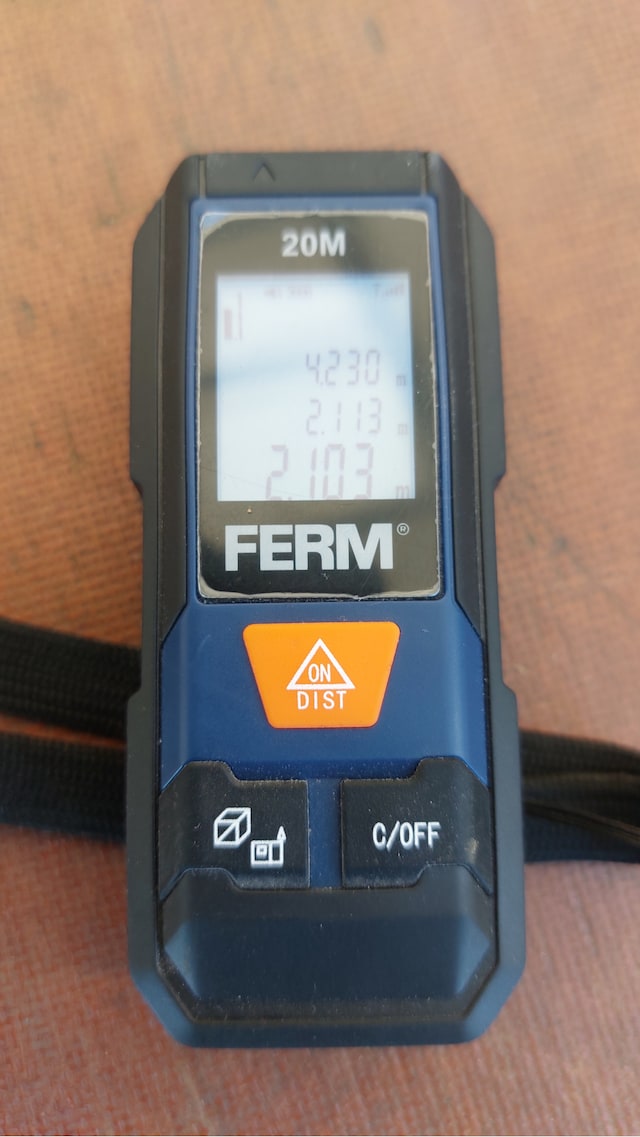 20M
4.230 m
2.113 m
2.103 m
FERM®
ON
DIST
C/OFF